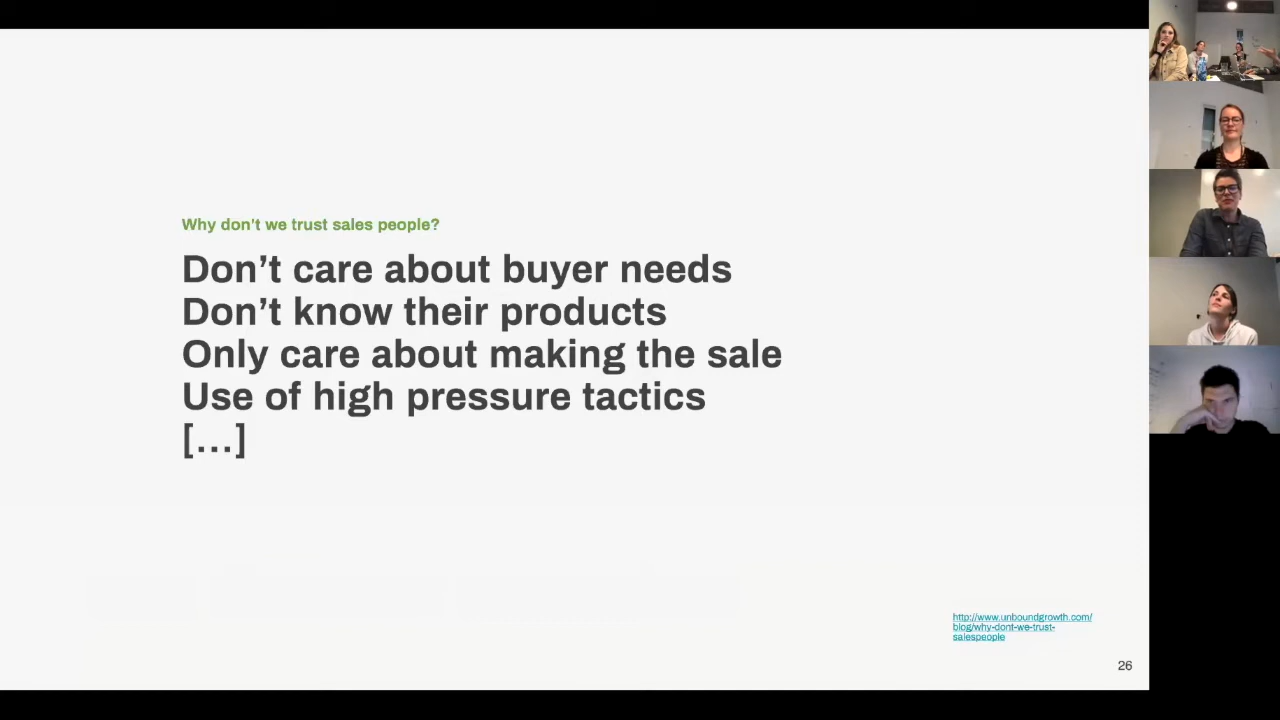 Why don't we trust sales people?
Don’t care about buyer needs
Don’t know their products
Only care about making the sale
Use of high pressure tactics
[…]
http://www.unboundgrowth.com/
blog/why-dont-we-trust-
salespeople
26